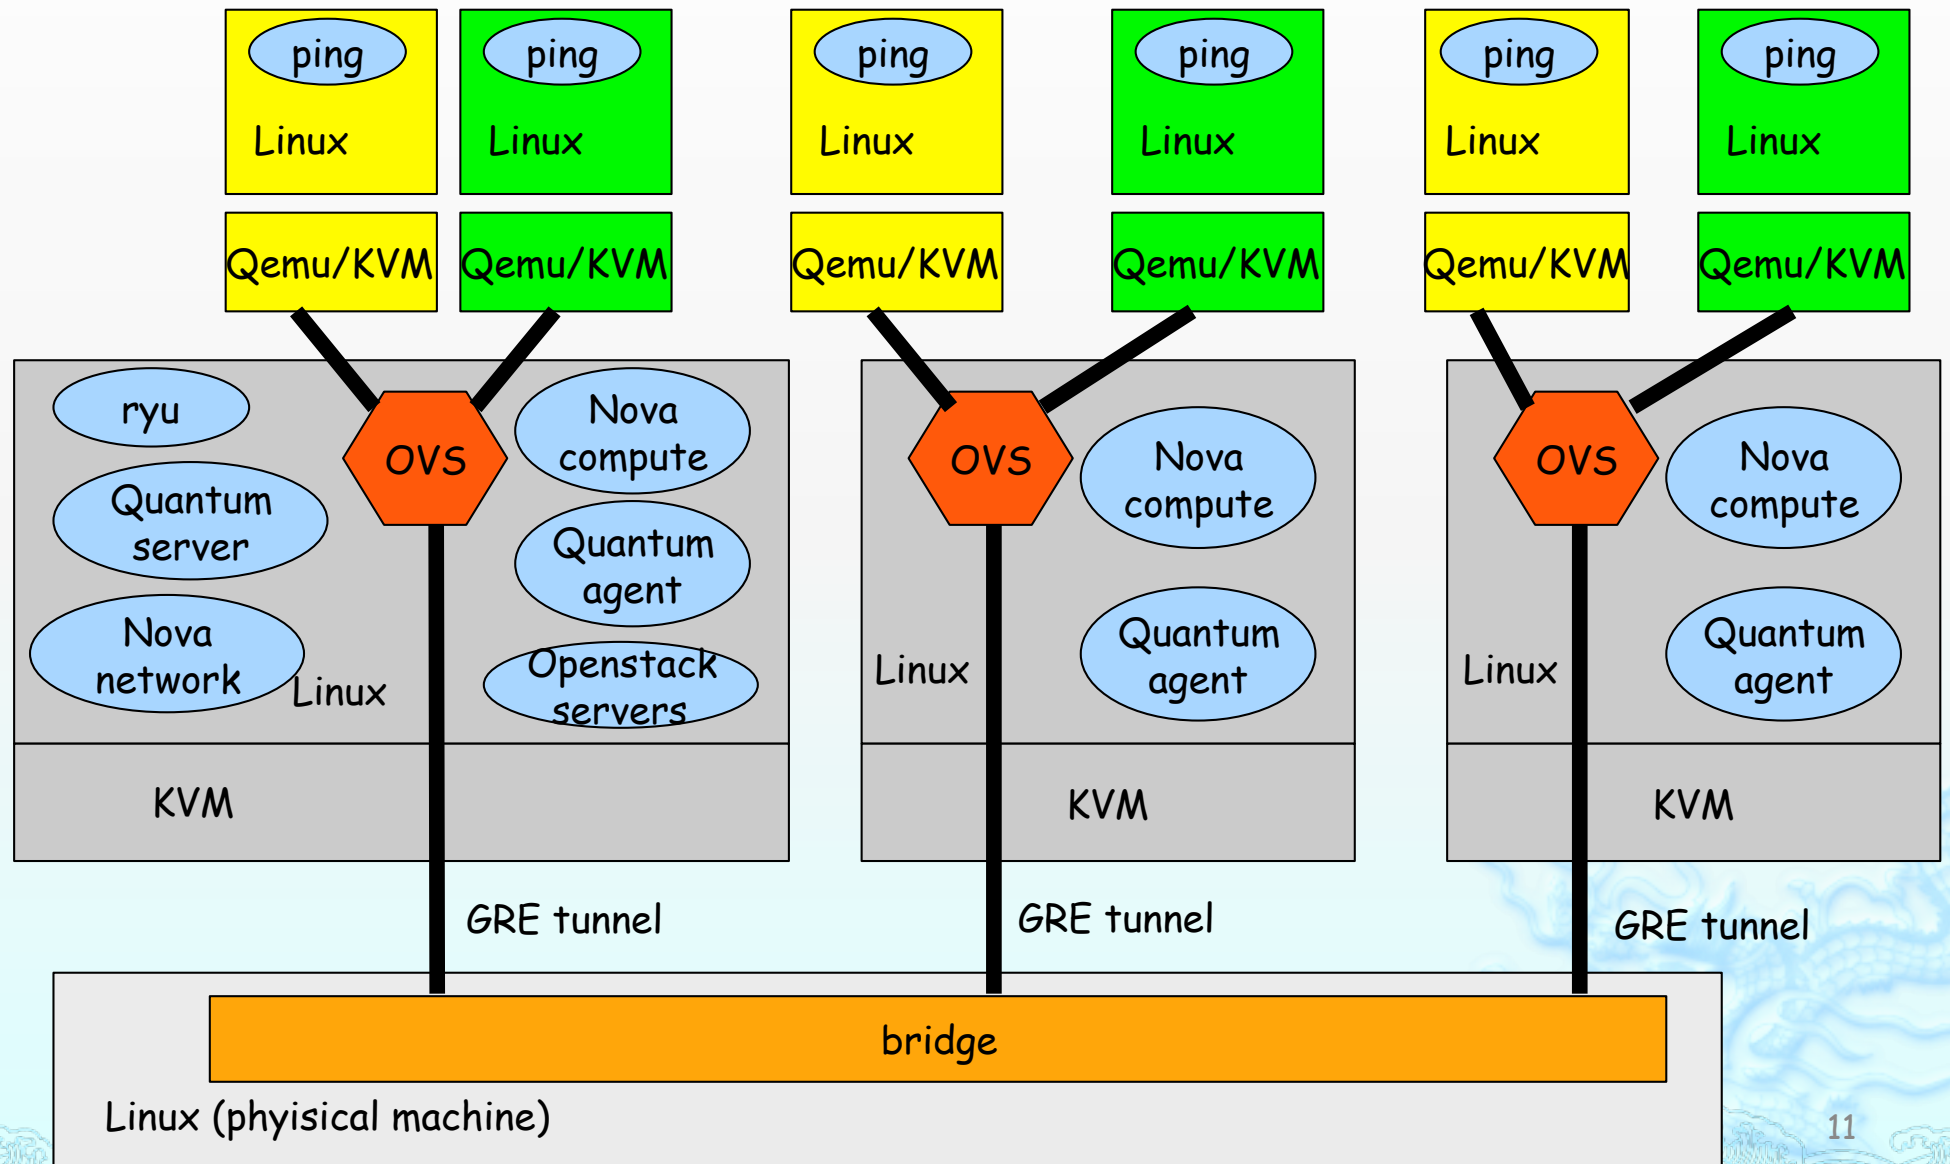 ping
ping
ping
ping
ping
ping
Linux
Linux
Linux
Linux
Linux
Linux
Qemu/KVM
Qemu/KVM
Qemu/KVM
Qemu/KVM
Qemu/KVM
Qemu/KVM
ryu
Quantum
server
Nova
network
Linux
OVS
Nova
compute
Quantum
agent
Openstack
servers
KVM
OVS
Nova
compute
Linux
Quantum
agent
KVM
OVS
Nova
compute
Linux
Quantum
agent
KVM
GRE tunnel
GRE tunnel
GRE tunnel
bridge
Linux (phyisical machine)
11